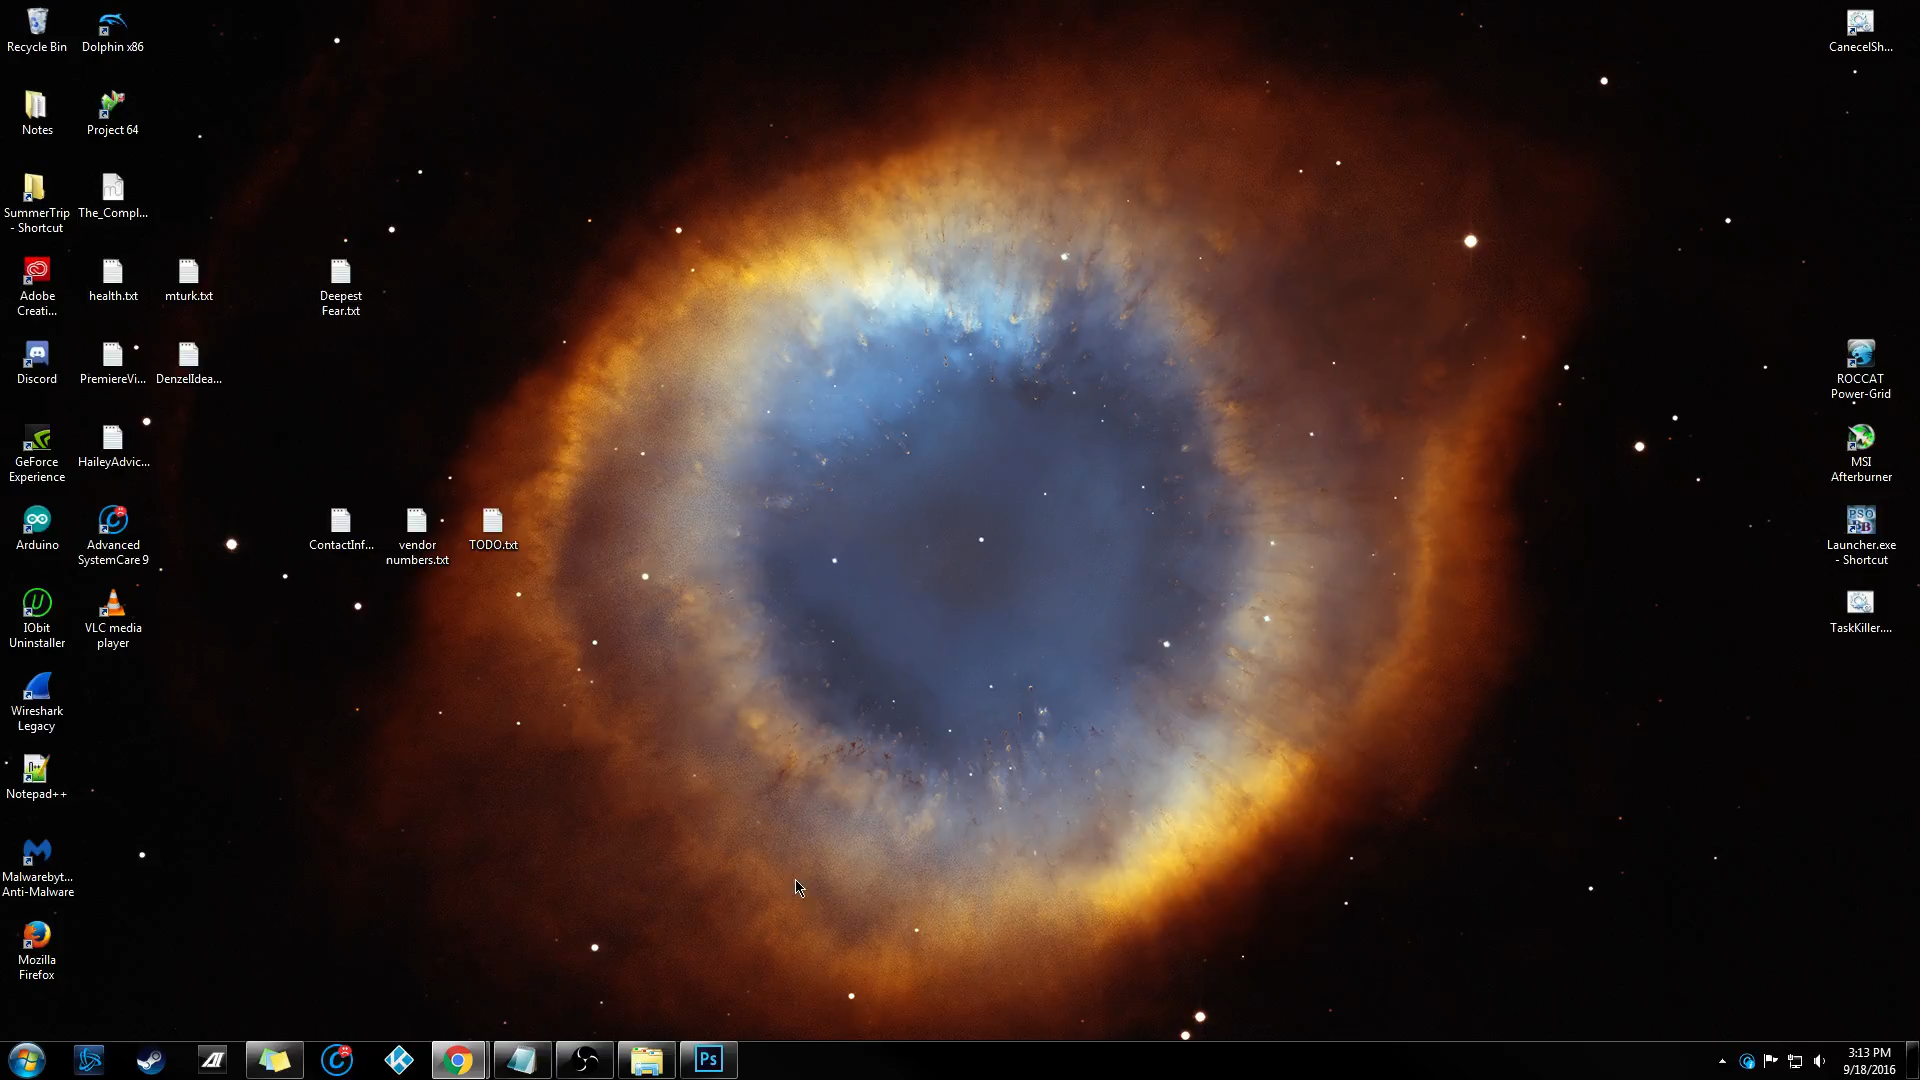 Recycle Bin
Dolphin x86
CanecelSh...
Notes
Project 64
SummerTrip
- Shortcut
The_Compl...
Adobe
Creati...
health.txt
mturk.txt
Deepest
Fear.txt
Discord
PremiereVi...
DenzelIdea...
ROCCAT
Power-Grid
GeForce
Experience
HaileyAdvic...
MSI
Afterburner
Arduino
Advanced
SystemCare 9
ContactInf...
vendor
numbers.txt
TODO.txt
PSO
BB
Launcher.exe
- Shortcut
IObit
Uninstaller
VLC media
player
TaskKiller....
Wireshark
Legacy
Notepad++
Malwarebyt...
Anti-Malware
Mozilla
Firefox
Ps
3:13 PM
9/18/2016